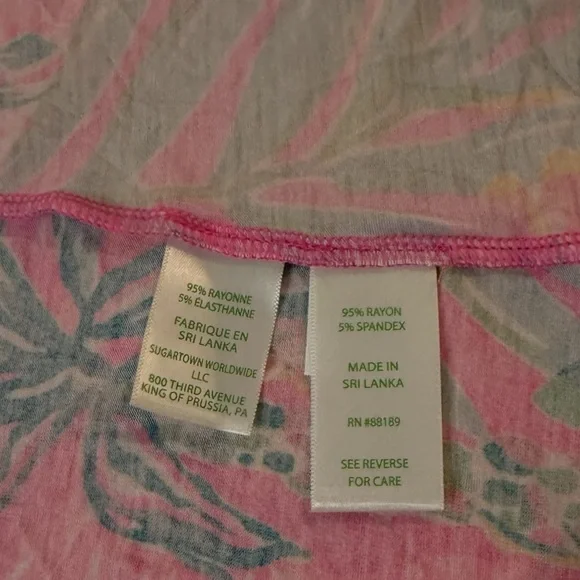 95% RAYONNE
5% ÉLASTHANNE
FABRIQUE EN
SRI LANKA
SUGARTOWN WORLDWIDE
LLC
800 THIRD AVENUE
KING OF PRUSSIA, PA
95% RAYON
5% SPANDEX
MADE IN
SRI LANKA
RN #88189
SEE REVERSE
FOR CARE